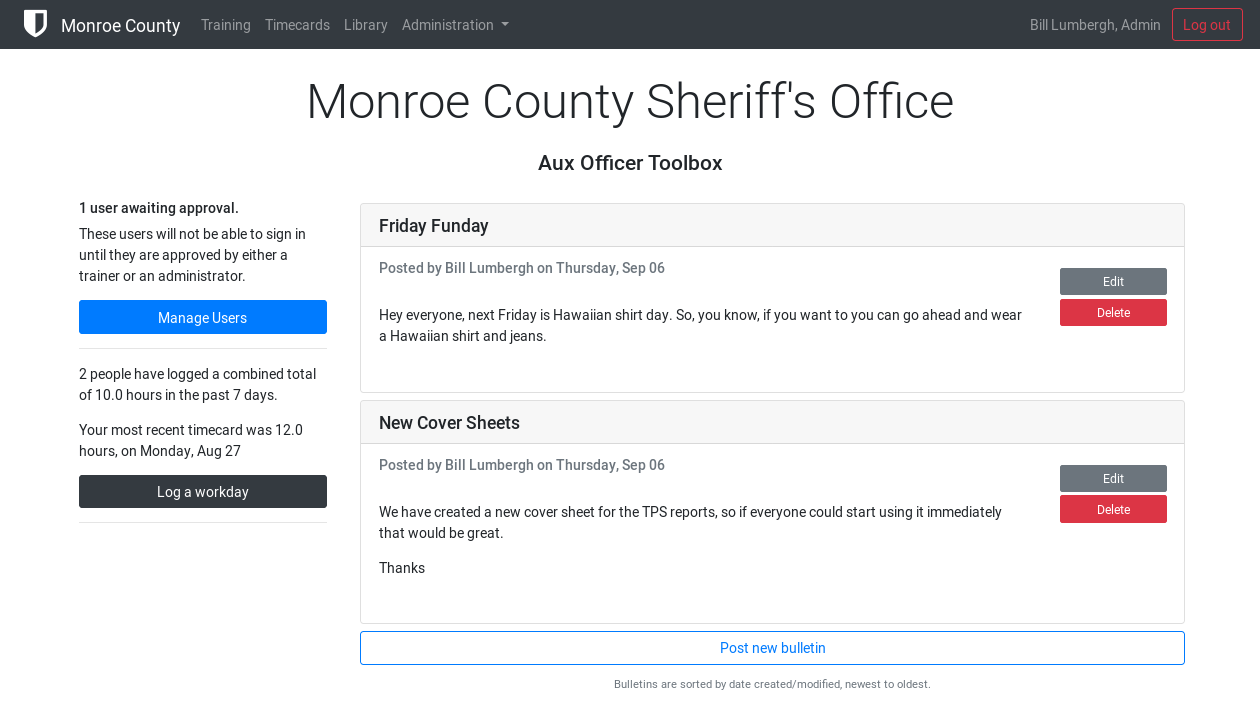 Monroe County Training Timecards Library Administration Bill Lumbergh, Admin Log out
Monroe County Sheriff's Office
Aux Officer Toolbox
1 user awaiting approval.
These users will not be able to sign in
until they are approved by either a
trainer or an administrator.
Manage Users
2 people have logged a combined total
of 10.0 hours in the past 7 days.
Your most recent timecard was 12.0
hours, on Monday, Aug 27
Log a workday
Friday Funday
Posted by Bill Lumbergh on Thursday, Sep 06
Edit
Delete
Hey everyone, next Friday is Hawaiian shirt day. So, you know, if you want to you can go ahead and wear
a Hawaiian shirt and jeans.
New Cover Sheets
Posted by Bill Lumbergh on Thursday, Sep 06
Edit
Delete
We have created a new cover sheet for the TPS reports, so if everyone could start using it immediately
that would be great.
Thanks
Post new bulletin
Bulletins are sorted by date created/modified, newest to oldest.